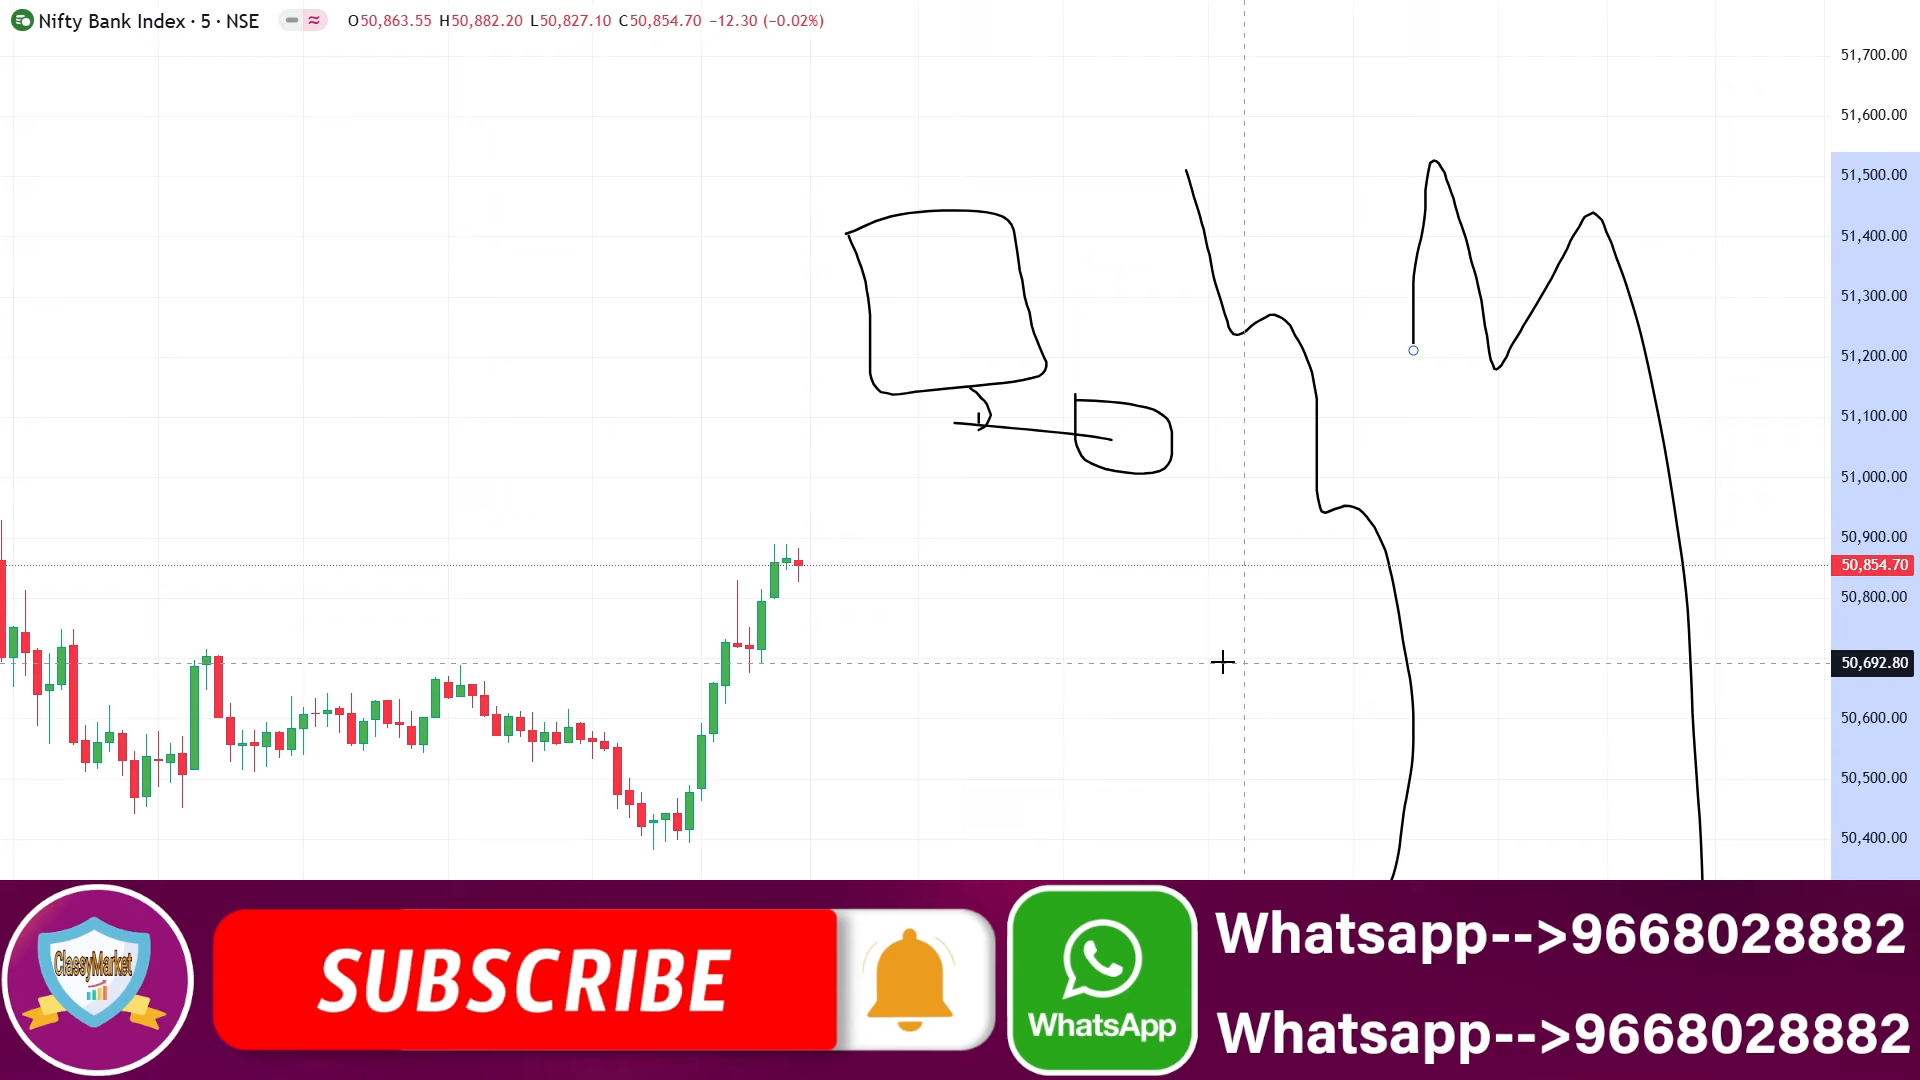 Nifty Bank Index · 5 · NSE
O50,863.55 H50,882.20 L50,827.10 C50,854.70 −12.30 (−0.02%)
51,700.00
51,600.00
51,500.00
51,400.00
51,300.00
51,200.00
51,100.00
51,000.00
50,900.00
50,854.70
50,800.00
50,692.80
50,600.00
50,500.00
50,400.00
ClassyMarket
SUBSCRIBE
WhatsApp
Whatsapp-->9668028882
Whatsapp-->9668028882